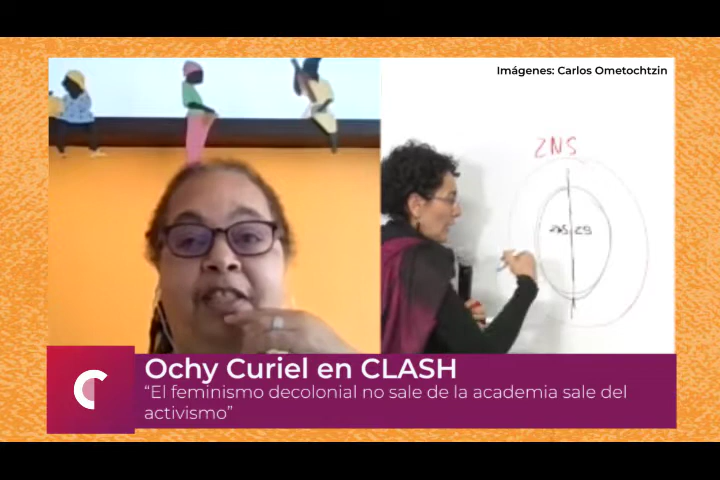 Imágenes: Carlos Ometochtzin
ZNS
Ochy Curiel en CLASH
“El feminismo decolonial no sale de la academia sale del
activismo”